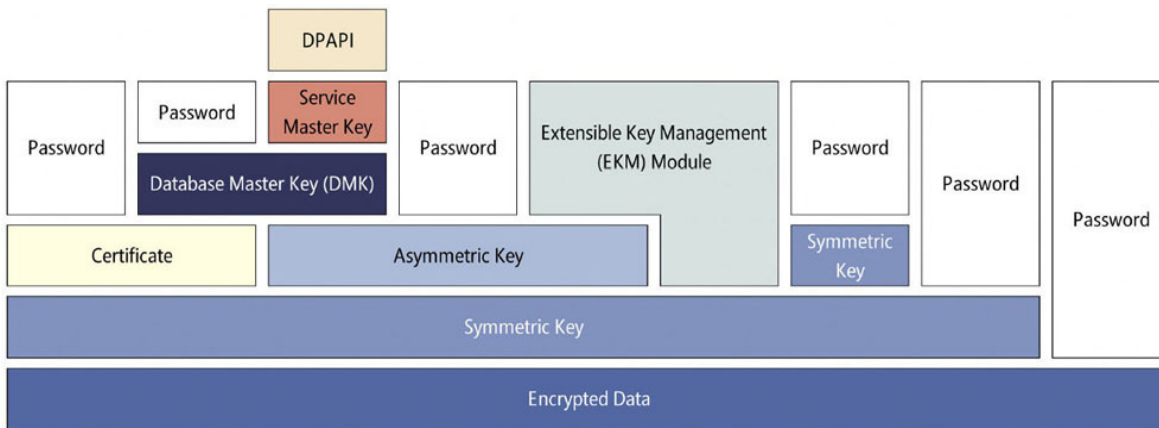 DPAPI
Password
Password
Service
Master Key
Password
Extensible Key Management
(EKM) Module
Password
Password
Password
Database Master Key (DMK)
Certificate
Asymmetric Key
Symmetric
Key
Symmetric Key
Encrypted Data